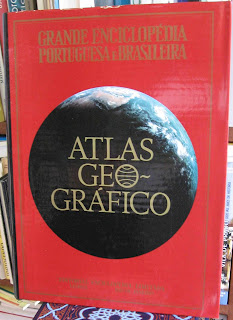 GRANDE ENCICLOPÉDIA
PORTUGUESA E BRASILEIRA
ATLAS
GEO-
GRÁFICO